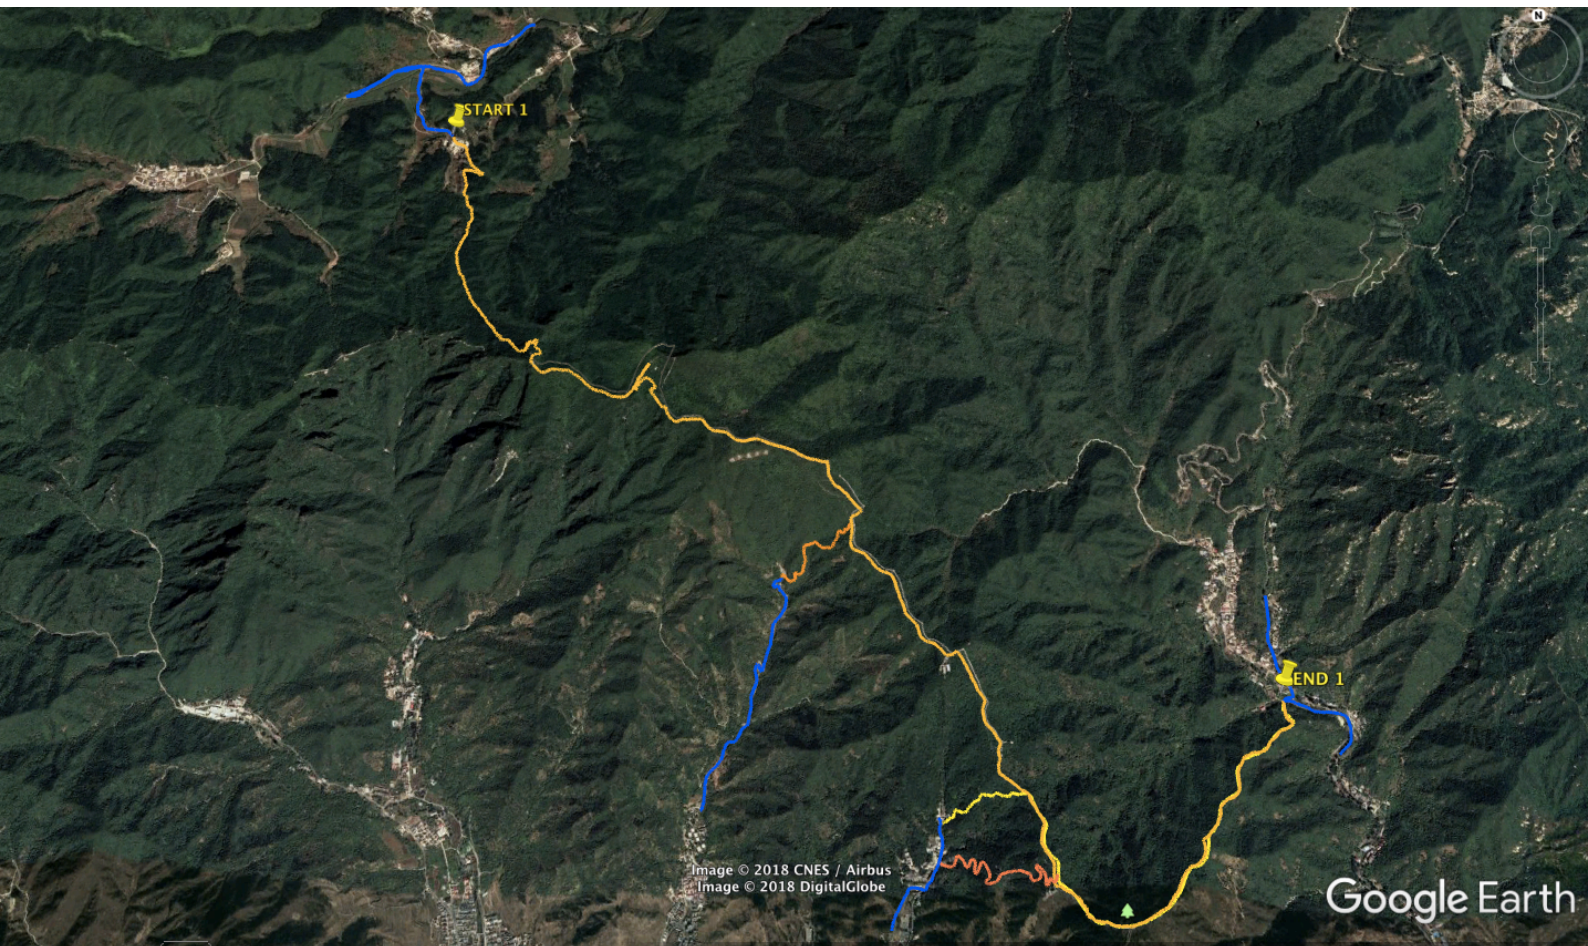 N
START 1
END 1
Image © 2018 CNES / Airbus
Image © 2018 DigitalGlobe
Google Earth